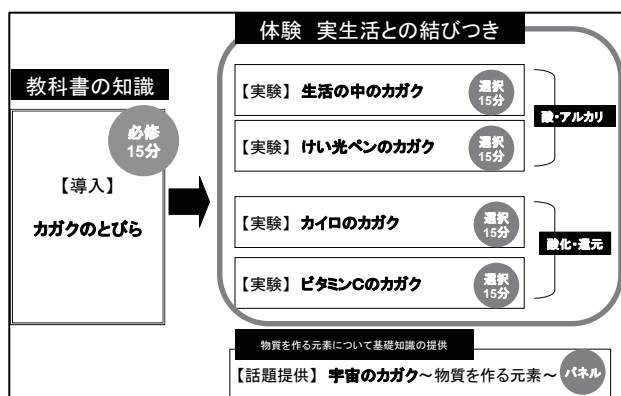 体験 実生活との結びつき
教科書の知識
必修
15分
【導入】
カガクのとびら
【実験】 生活の中のカガク
選択
15分
【実験】 けい光ペンのカガク
選択
15分
酸・アルカリ
【実験】 カイロのカガク
選択
15分
【実験】 ビタミンCのカガク
選択
15分
酸化・還元
物質を作る元素について基礎知識の提供
【話題提供】 宇宙のカガク～物質を作る元素～
パネル